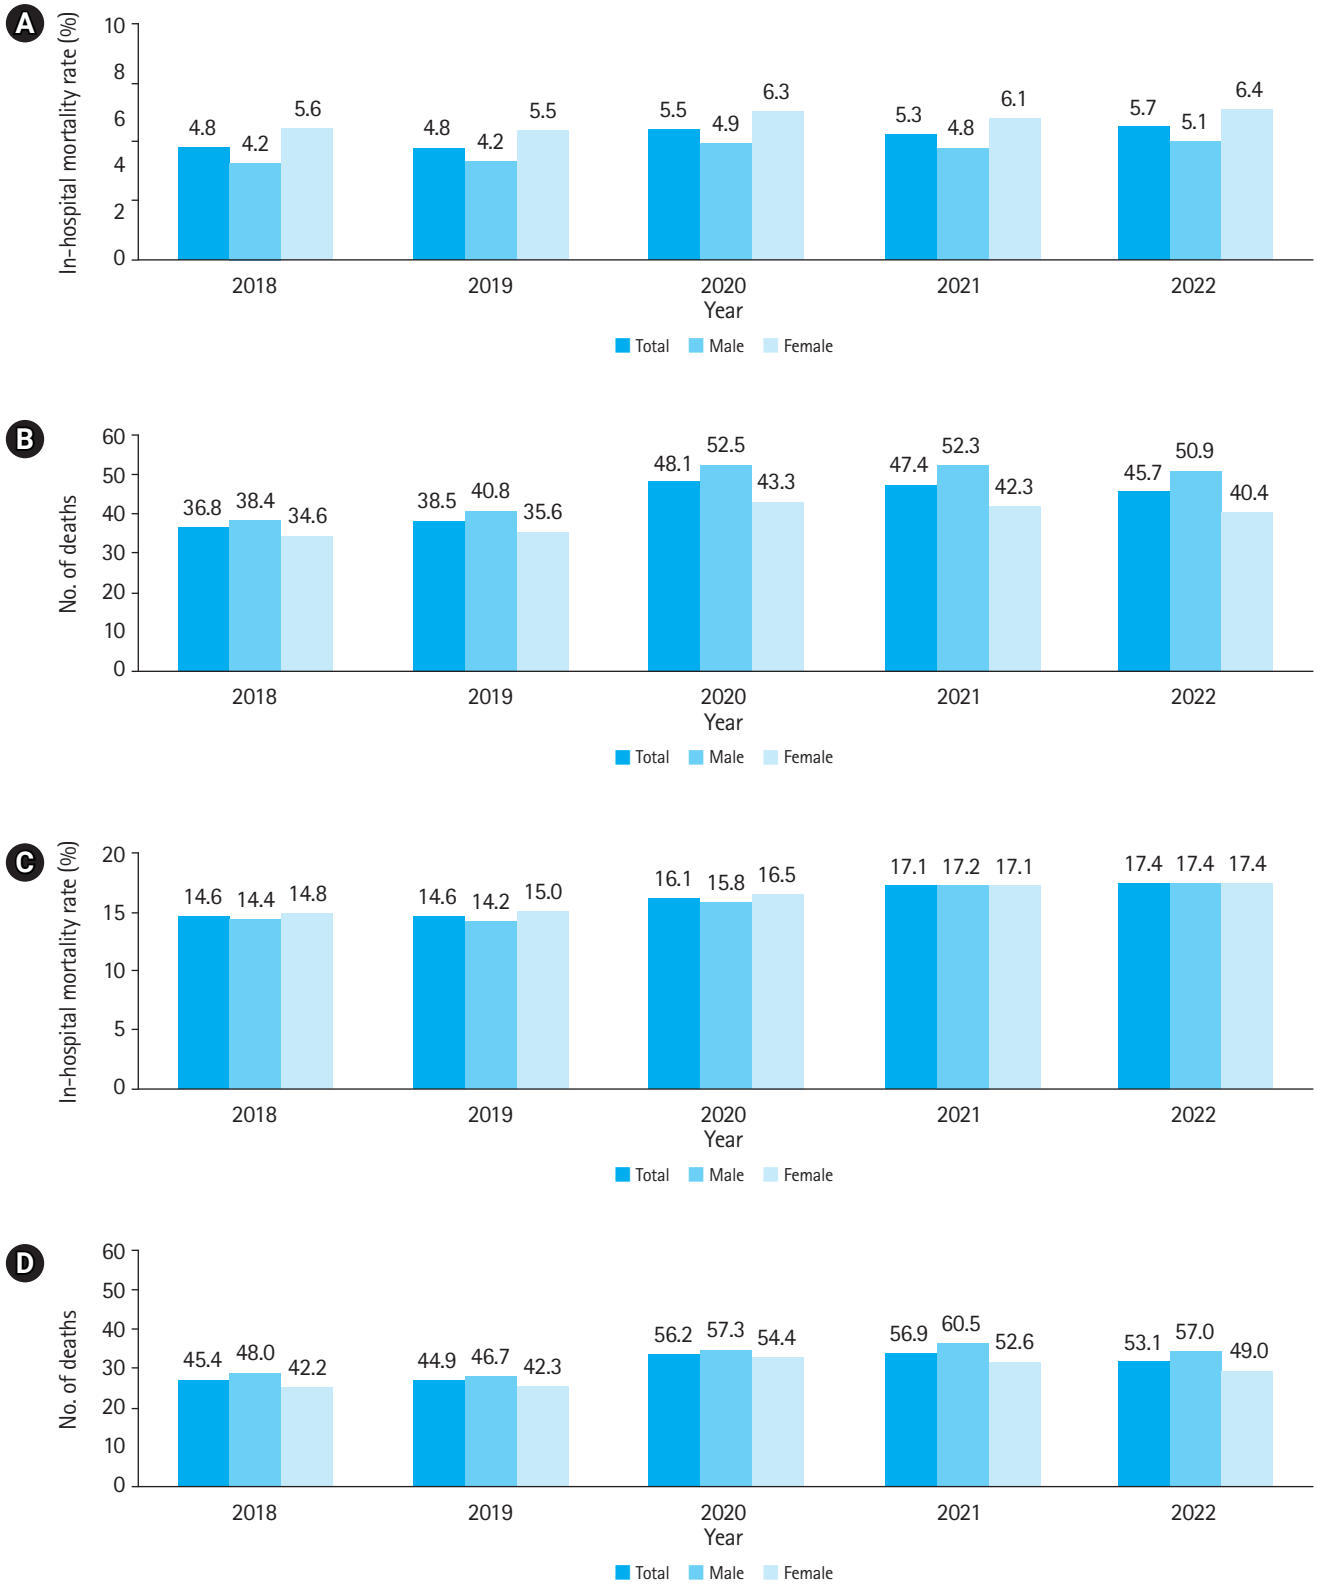 A
In-hospital mortality rate (%)
10
8
6
4
2
0
4.8 4.2 5.6 4.8 4.2 5.5 5.5 4.9 6.3 5.3 4.8 6.1 5.7 5.1 6.4
2018 2019 2020 2021 2022
Year
Total Male Female
B
No. of deaths
60
50
40
30
20
10
0
36.8 38.4 34.6 38.5 40.8 35.6 48.1 52.5 43.3 47.4 52.3 42.3 45.7 50.9 40.4
2018 2019 2020 2021 2022
Year
Total Male Female
C
In-hospital mortality rate (%)
20
15
10
5
0
14.6 14.4 14.8 14.6 14.2 15.0 16.1 15.8 16.5 17.1 17.2 17.1 17.4 17.4 17.4
2018 2019 2020 2021 2022
Year
Total Male Female
D
No. of deaths
60
50
40
30
20
10
0
45.4 48.0 42.2 44.9 46.7 42.3 56.2 57.3 54.4 56.9 60.5 52.6 53.1 57.0 49.0
2018 2019 2020 2021 2022
Year
Total Male Female